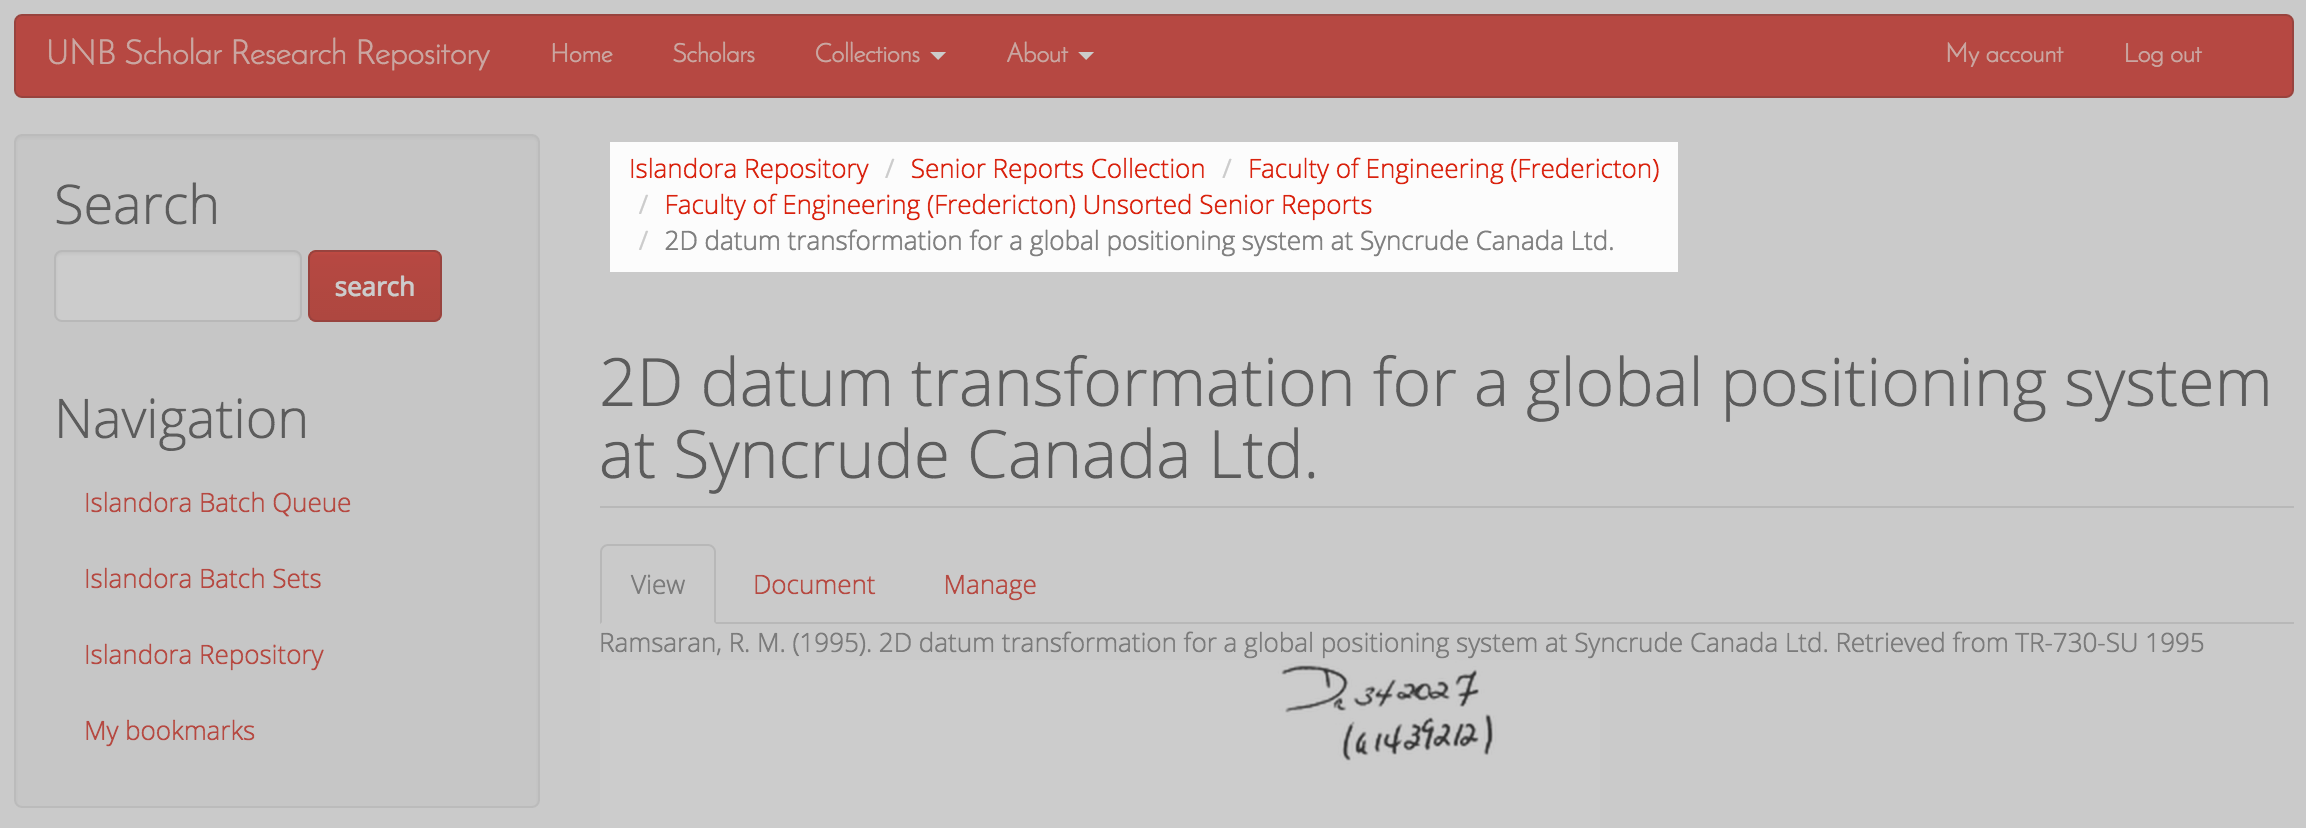 UNB Scholar Research Repository Home Scholars Collections About My account Log out
Search
search
Navigation
Islandora Batch Queue
Islandora Batch Sets
Islandora Repository
My bookmarks
Islandora Repository / Senior Reports Collection / Faculty of Engineering (Fredericton)
/ Faculty of Engineering (Fredericton) Unsorted Senior Reports
/ 2D datum transformation for a global positioning system at Syncrude Canada Ltd.
2D datum transformation for a global positioning system
at Syncrude Canada Ltd.
View Document Manage
Ramsaran, R. M. (1995). 2D datum transformation for a global positioning system at Syncrude Canada Ltd. Retrieved from TR-730-SU 1995
342027